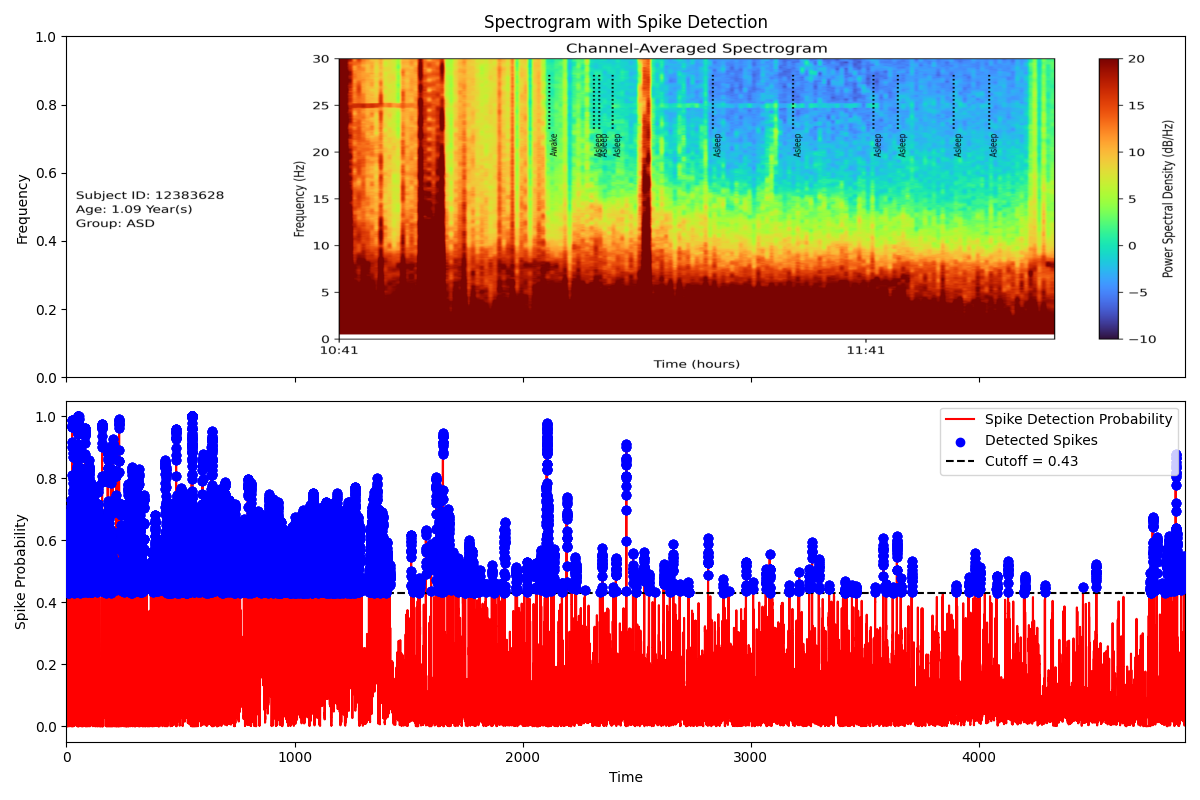 Spectrogram with Spike Detection
Channel-Averaged Spectrogram
1.0
0.8
0.6
0.4
0.2
0.0
Frequency
Subject ID: 12383628
Age: 1.09 Year(s)
Group: ASD
30
25
20
15
10
5
0
Frequency (Hz)
Awake
Asleep
Asleep
Asleep
Asleep
Asleep
Asleep
Asleep
Asleep
Asleep
10:41
11:41
Time (hours)
20
15
10
5
0
−5
−10
Power Spectral Density (dB/Hz)
1.0
0.8
0.6
0.4
0.2
0.0
Spike Probability
Spike Detection Probability
Detected Spikes
Cutoff = 0.43
0
1000
2000
3000
4000
Time